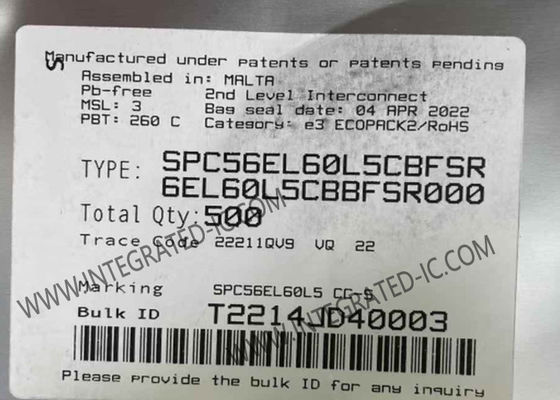 Manufactured under patents or patents pending
Assembled in: MALTA
Pb-free 2nd Level Interconnect
MSL: 3 Bag seal date: 04 APR 2022
PBT: 260 C Category: e3 ECOPACK2/RoHS
TYPE: SPC56EL60L5CBFSR
6EL60L5CBBFSR000
Total Qty: 500
Trace Code 22211QV9 VQ 22
Marking SPC56EL60L5 CC-S
Bulk ID T2214JD40003
Please provide the bulk ID for any inquiry
WWW.INTEGRATED-IC.COM
WWW.INTEGRATED-IC.COM